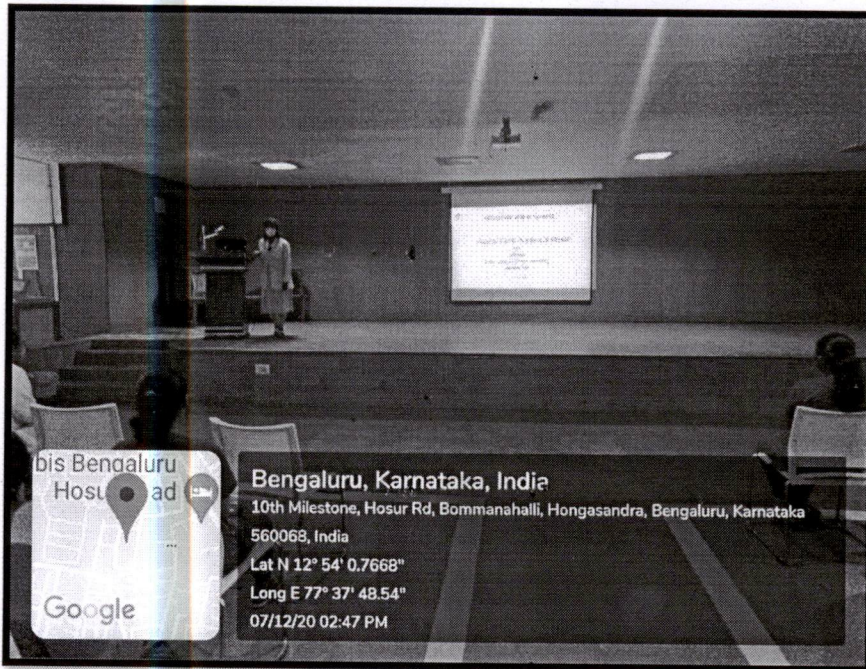 bis Bengaluru
Hosu ad
Google
Bengaluru, Karnataka, India
10th Milestone, Hosur Rd, Bommanahalli, Hongasandra, Bengaluru, Karnataka
560068, India
Lat N 12° 54' 0.7668"
Long E 77° 37' 48.54"
07/12/20 02:47 PM